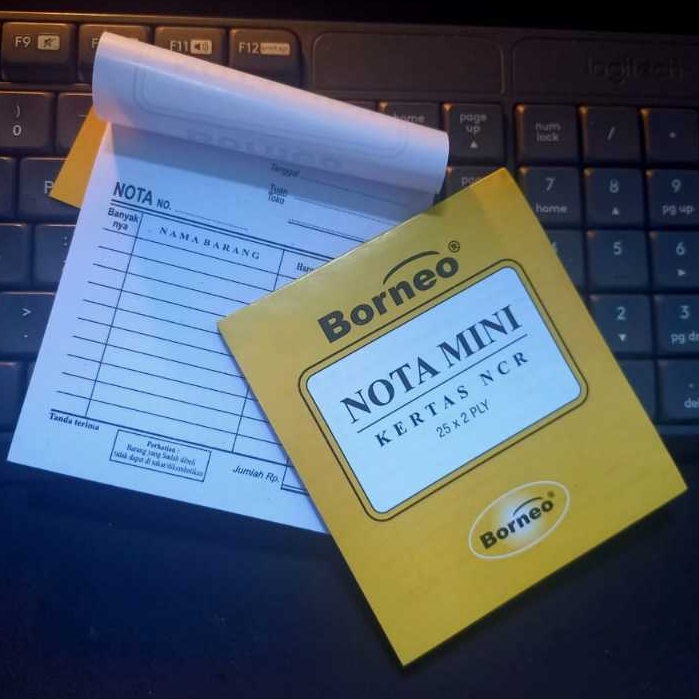 F9
F11
F12
logitech
)
0
home
page
up
num
lock
/
7
home
8
9
pg up
5
6
2
3
pg
>
.
P
Tanggal
Tuan
Toko
NOTA NO.
Banyak
nya
NAMA BARANG
Tanda terima
Perhatian :
Barang yang sudah dibeli
tidak dapat di tukar/dikembalikan
Jumlah Rp.
Borneo®
NOTA MINI
KERTAS NCR
25 x 2 PLY
Borneo®